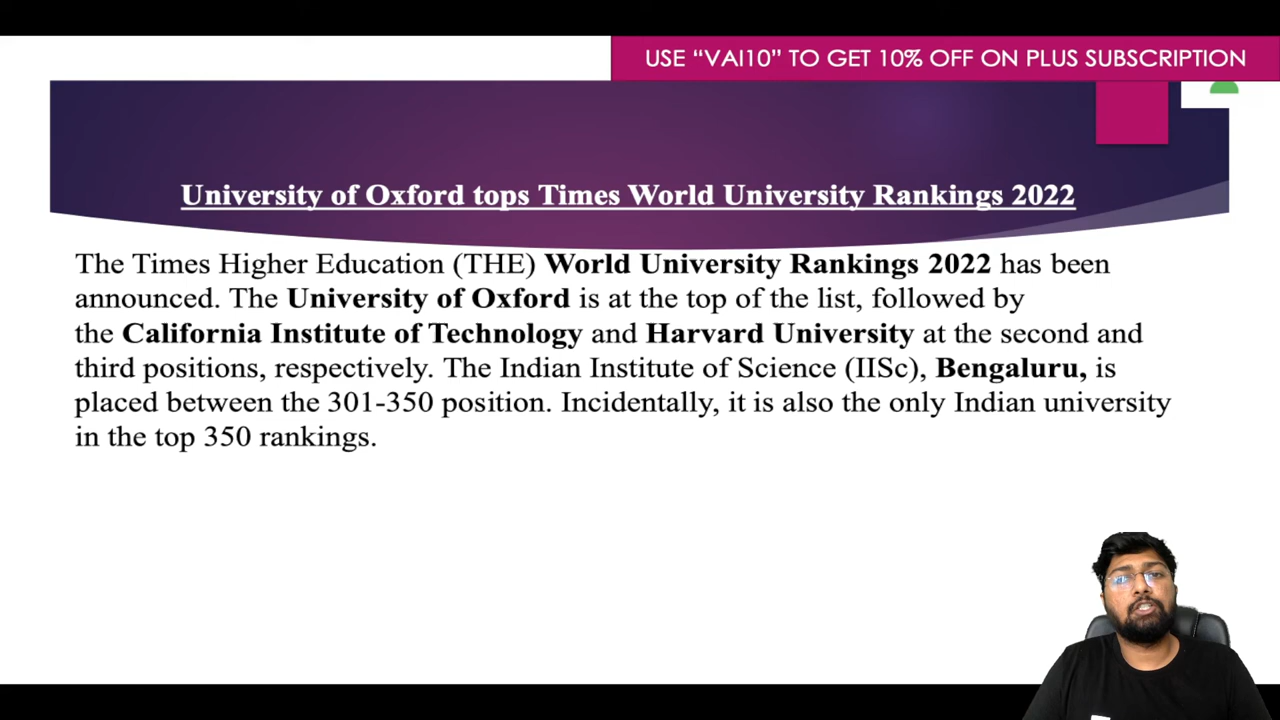 USE “VAI10” TO GET 10% OFF ON PLUS SUBSCRIPTION
University of Oxford tops Times World University Rankings 2022
The Times Higher Education (THE) World University Rankings 2022 has been
announced. The University of Oxford is at the top of the list, followed by
the California Institute of Technology and Harvard University at the second and
third positions, respectively. The Indian Institute of Science (IISc), Bengaluru, is
placed between the 301-350 position. Incidentally, it is also the only Indian university
in the top 350 rankings.